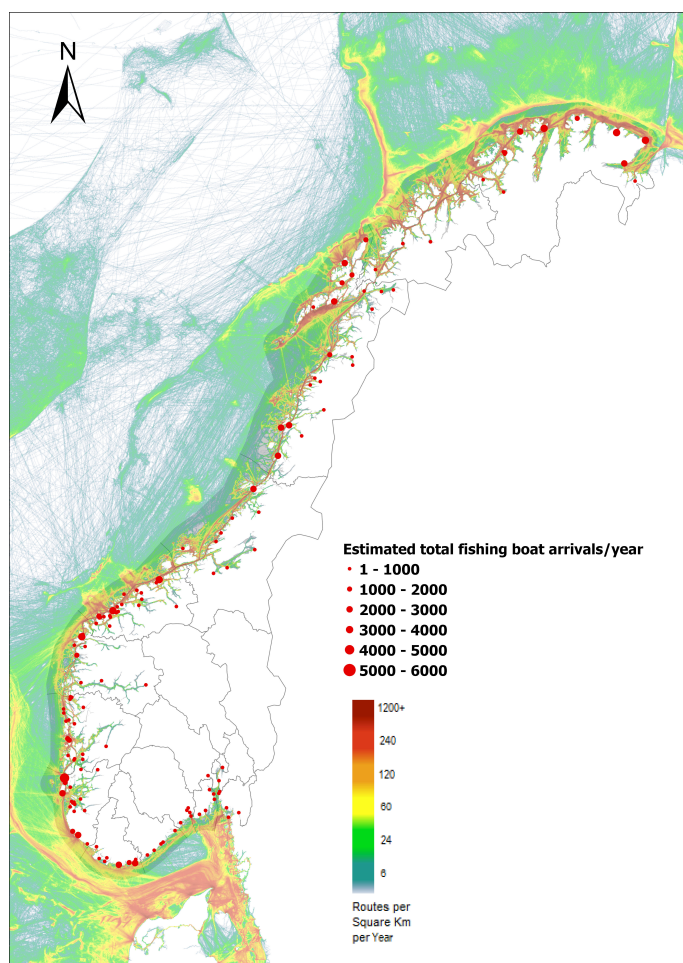 N
Estimated total fishing boat arrivals/year
1 - 1000
1000 - 2000
2000 - 3000
3000 - 4000
4000 - 5000
5000 - 6000
1200+
240
120
60
24
6
Routes per
Square Km
per Year